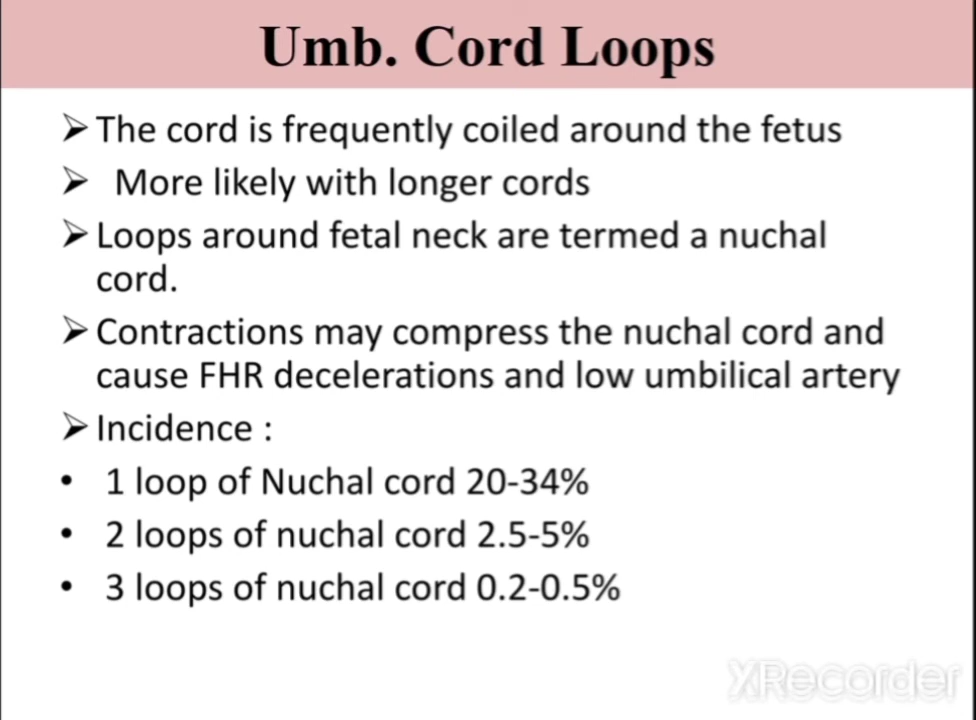 Umb. Cord Loops
➢ The cord is frequently coiled around the fetus
➢ More likely with longer cords
➢ Loops around fetal neck are termed a nuchal
cord.
➢ Contractions may compress the nuchal cord and
cause FHR decelerations and low umbilical artery
➢ Incidence :
• 1 loop of Nuchal cord 20-34%
• 2 loops of nuchal cord 2.5-5%
• 3 loops of nuchal cord 0.2-0.5%
XRecorder